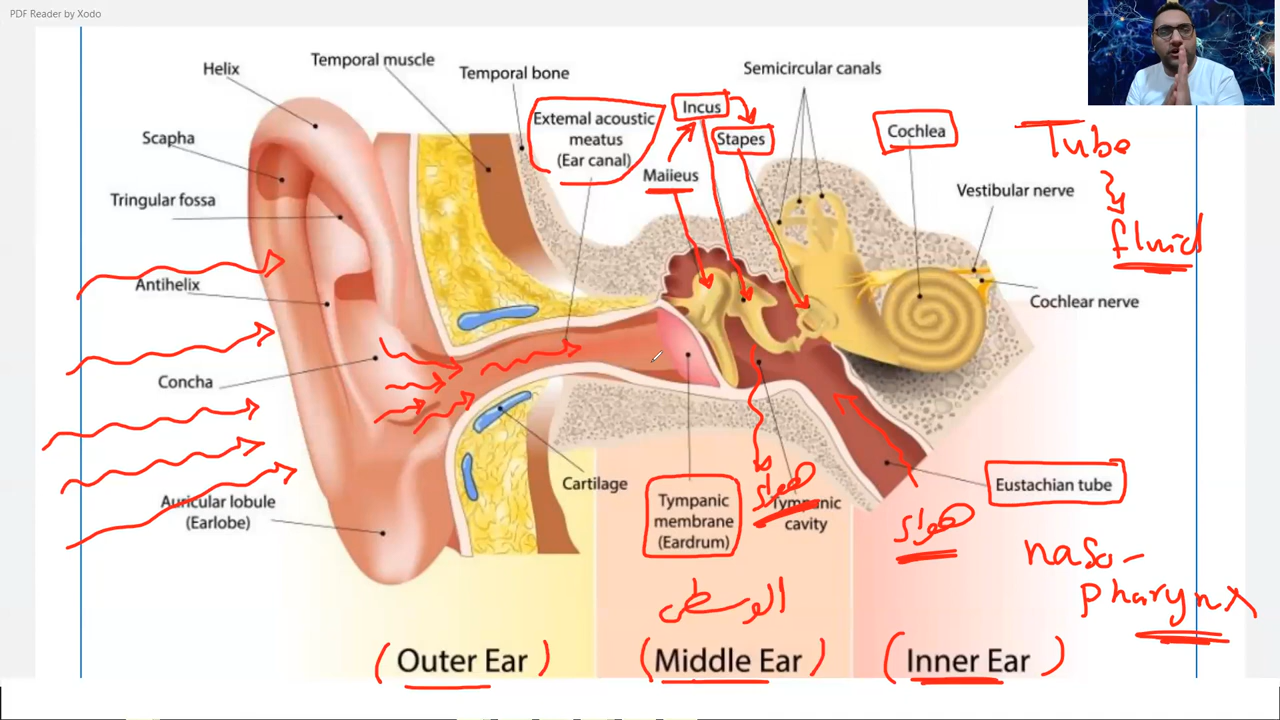 PDF Reader by Xodo
Helix
Temporal muscle
Temporal bone
Semicircular canals
External acoustic
meatus
(Ear canal)
Incus
Stapes
Cochlea
Tube
Scapha
Maiieus
Vestibular nerve
Tringular fossa
fluid
Antihelix
Cochlear nerve
Concha
Cartilage
Eustachian tube
Auricular lobule
(Earlobe)
Tympanic
membrane
(Eardrum)
هواء
Tympanic
cavity
هواء
naso-
pharynx
الوسطى
(Outer Ear)
(Middle Ear)
(Inner Ear)